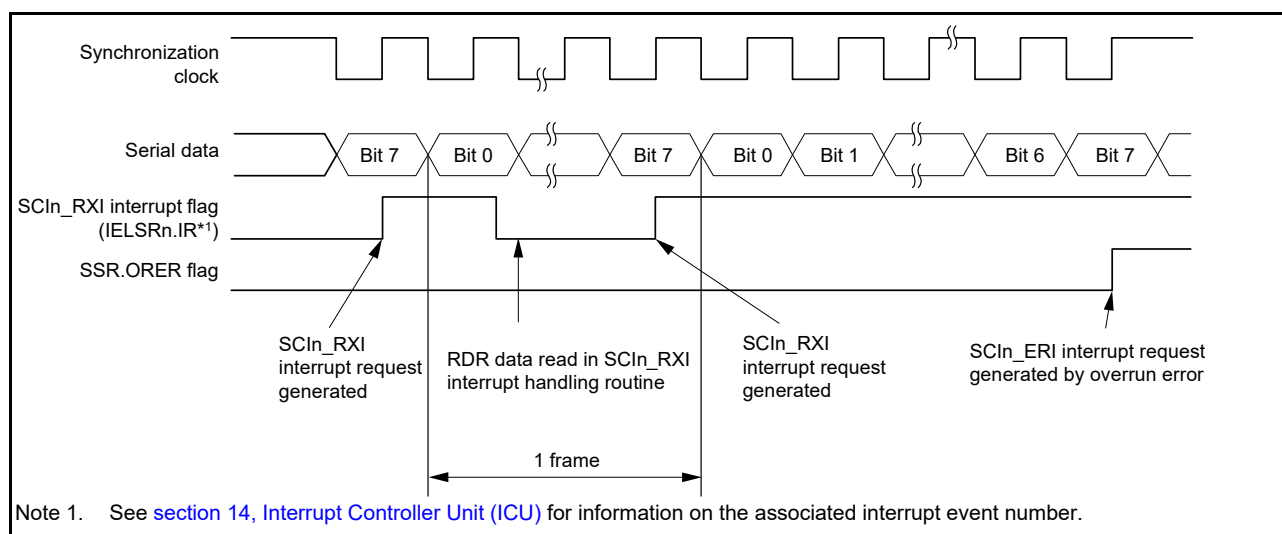 Synchronization
clock
Serial data
Bit 7
Bit 0
Bit 7
Bit 0
Bit 1
Bit 6
Bit 7
SCIn_RXI interrupt flag
(IELSRn.IR*1)
SSR.ORER flag
SCIn_RXI
interrupt request
generated
RDR data read in SCIn_RXI
interrupt handling routine
SCIn_RXI
interrupt request
generated
SCIn_ERI interrupt request
generated by overrun error
1 frame
Note 1. See section 14, Interrupt Controller Unit (ICU) for information on the associated interrupt event number.